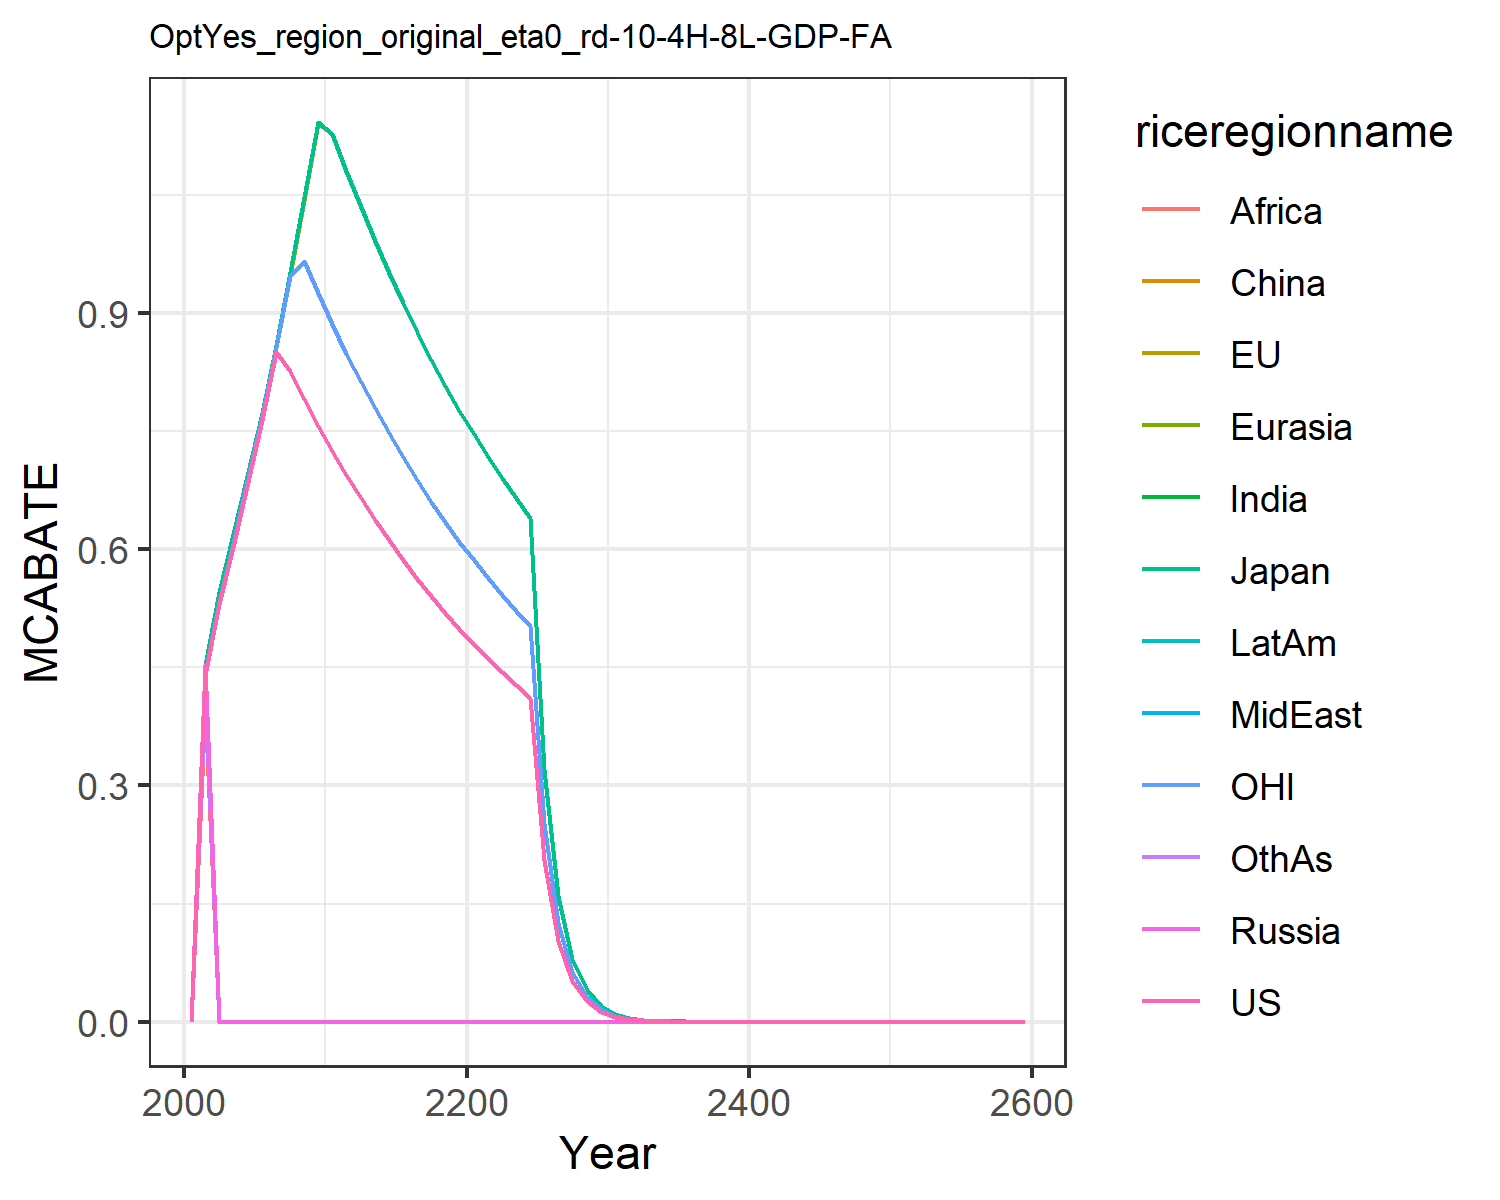 OptYes_region_original_eta0_rd-10-4H-8L-GDP-FA
MCABATE
0.9
0.6
0.3
0.0
2000
2200
2400
2600
Year
riceregionname
Africa
China
EU
Eurasia
India
Japan
LatAm
MidEast
OHI
OthAs
Russia
US